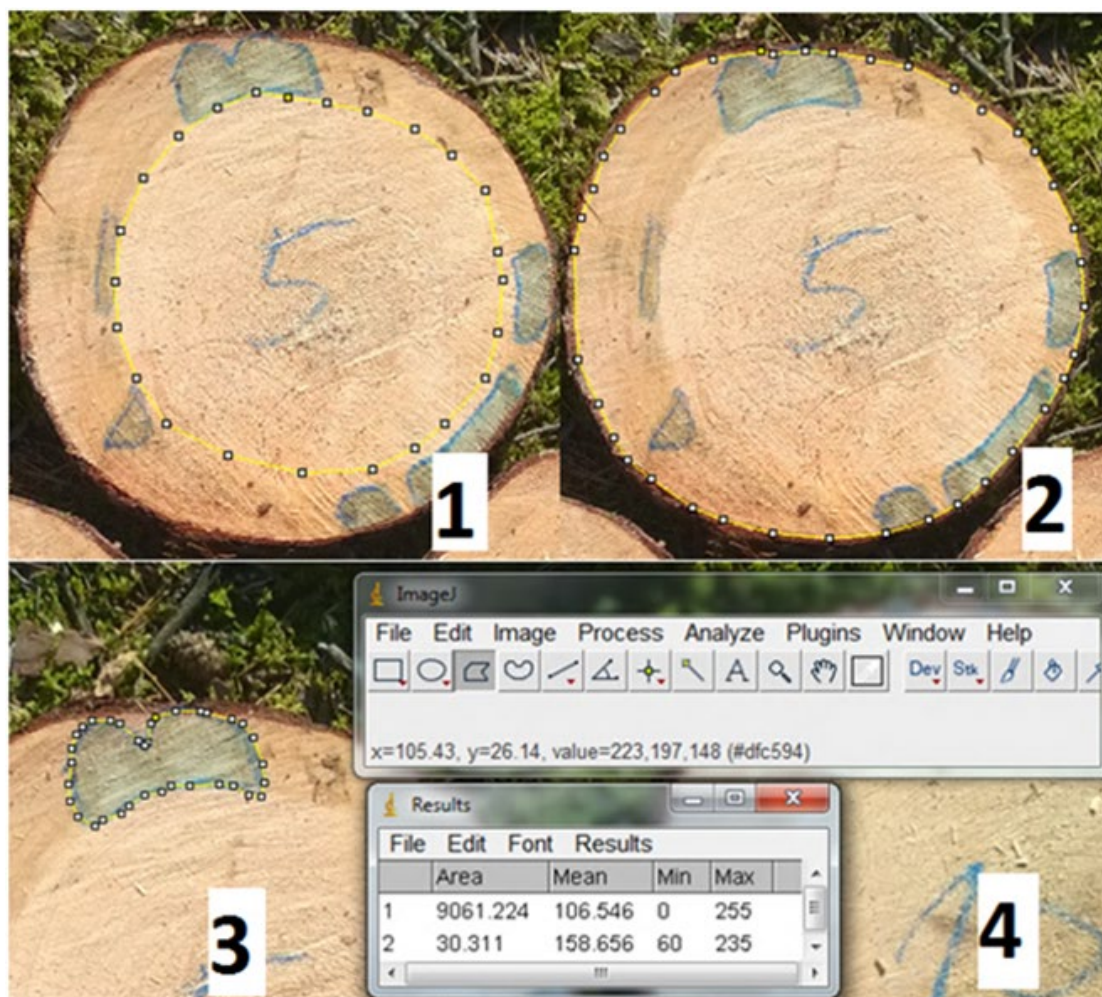 S
1
S
2
3
ImageJ
File Edit Image Process Analyze Plugins Window Help
A Dev Stk
x=105.43, y=26.14, value=223,197,148 (#dfc594)
Results
File Edit Font Results
Area Mean Min Max
1 9061.224 106.546 0 255
2 30.311 158.656 60 235
4